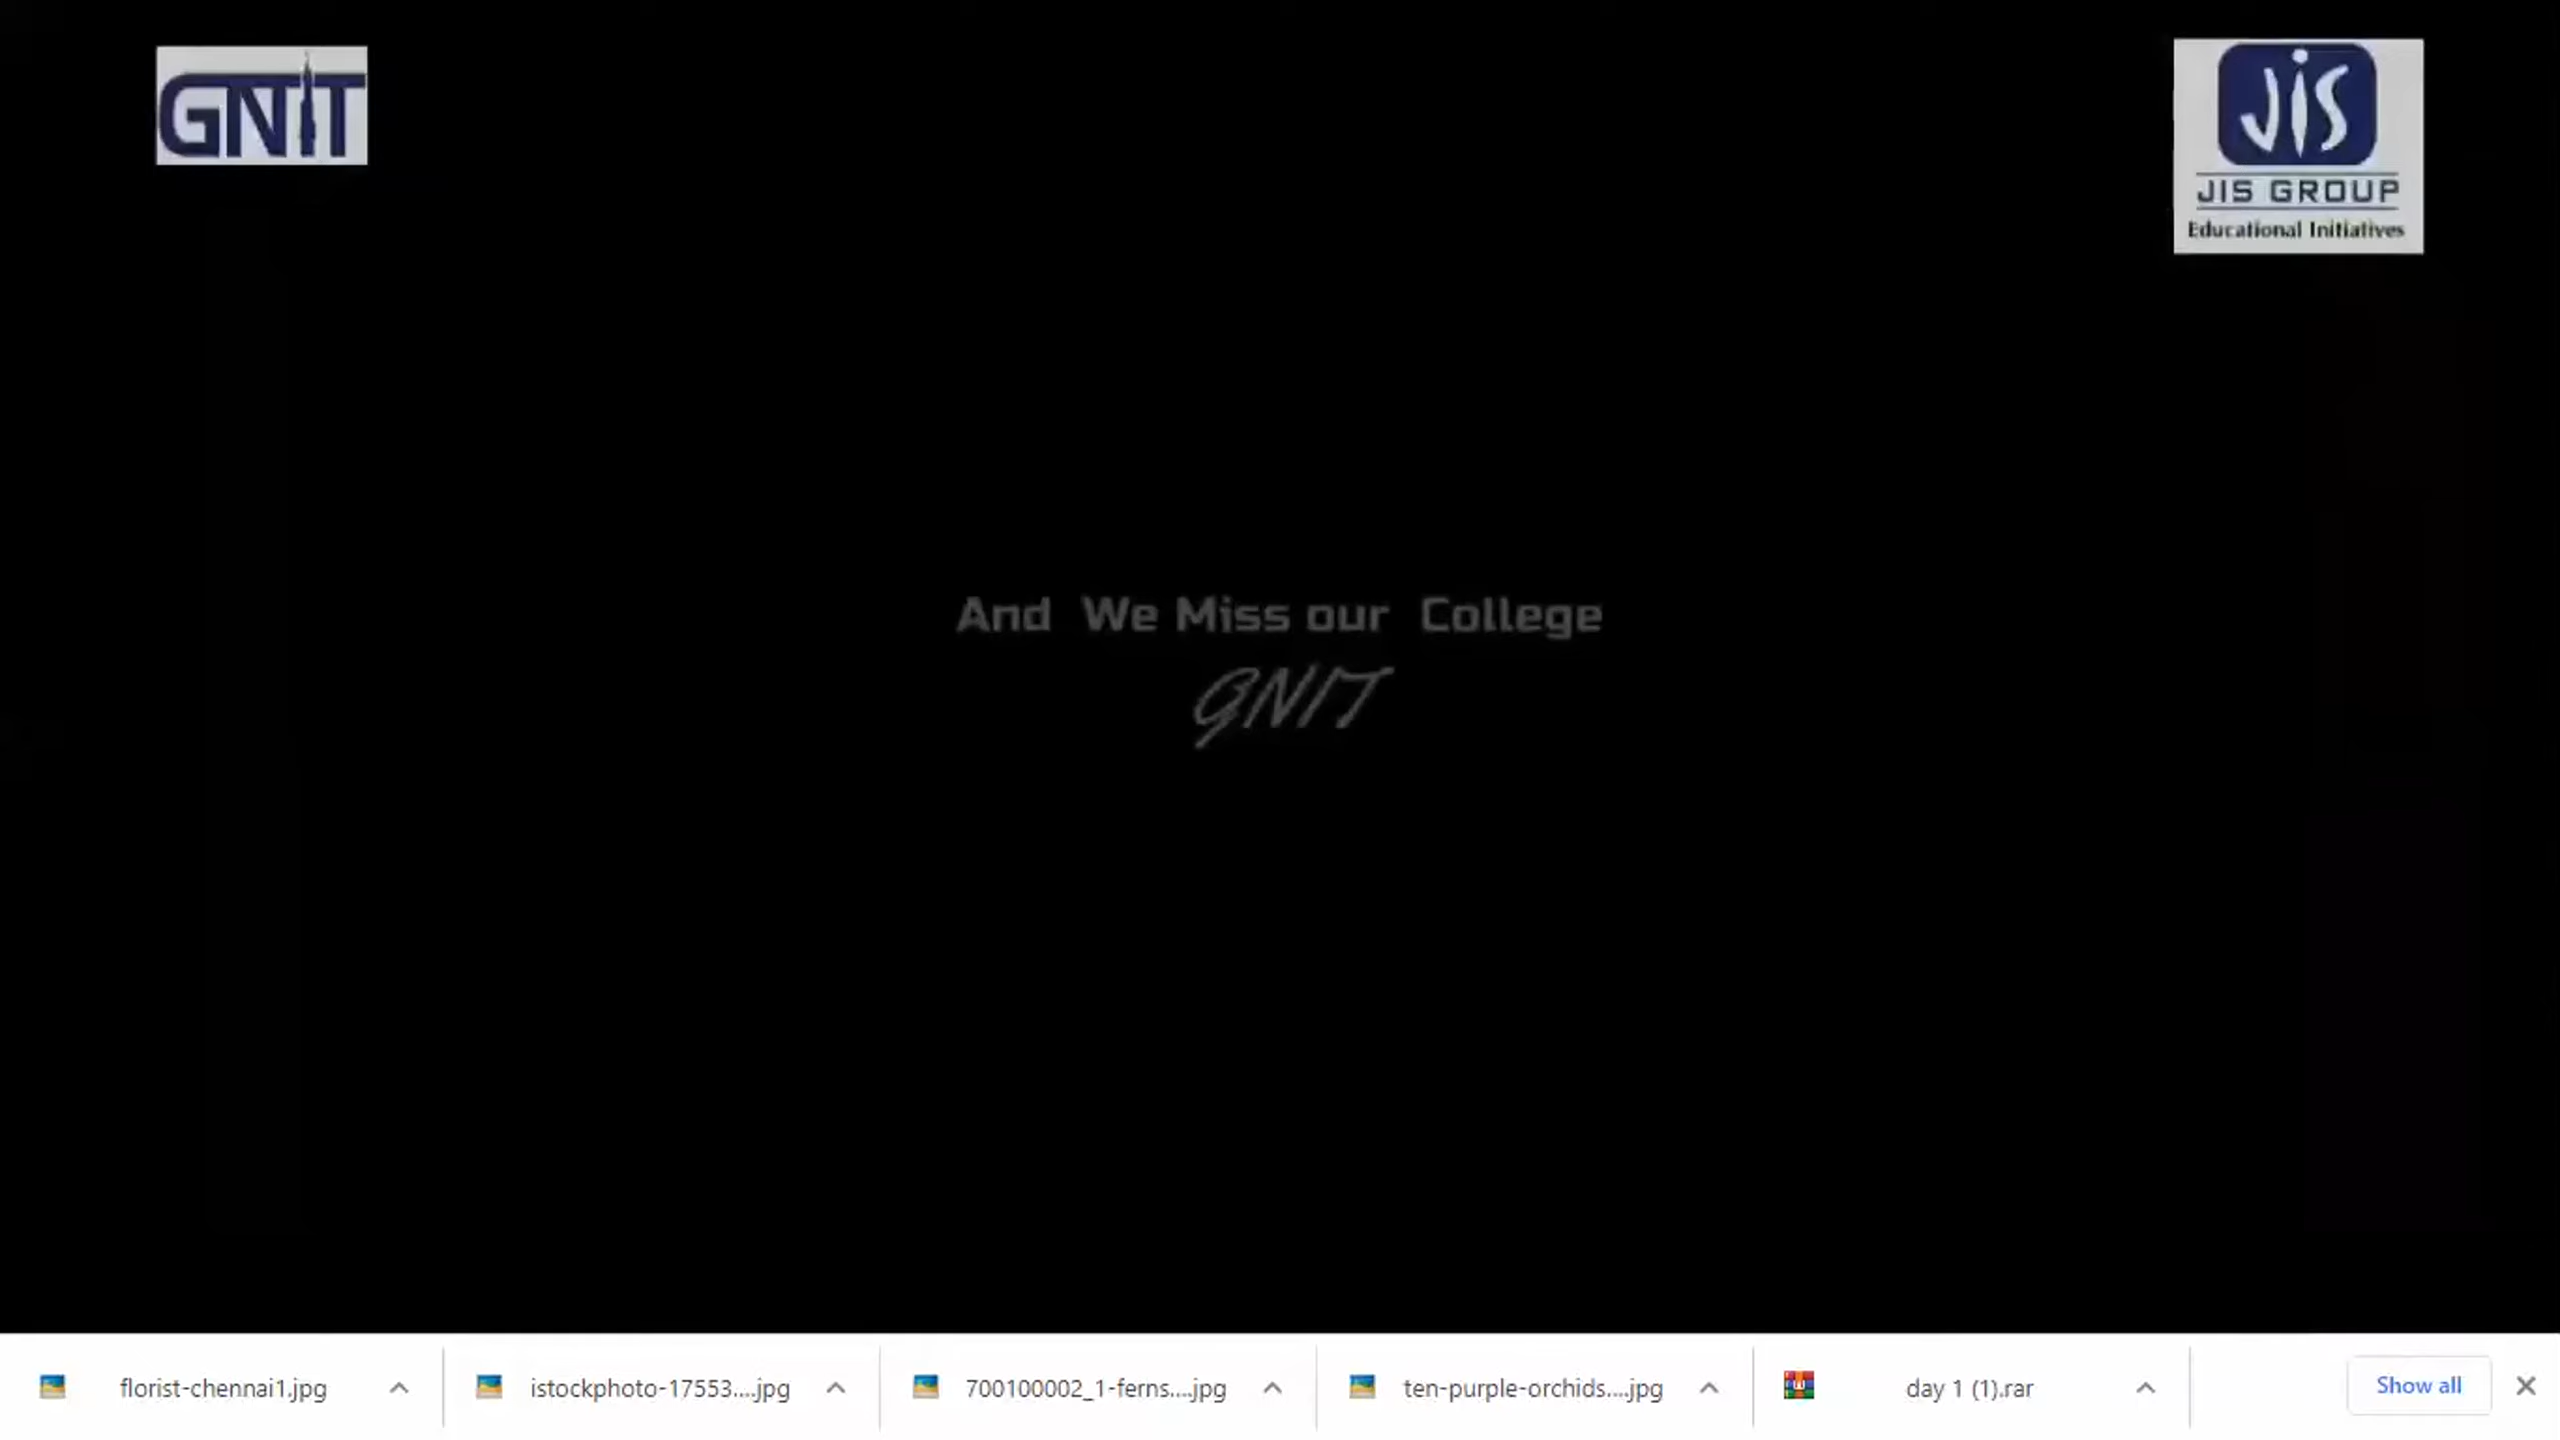 GNIT
JIS
JIS GROUP
Educational Initiatives
And We Miss our College
GNIT
florist-chennai1.jpg
istockphoto-17553....jpg
700100002_1-ferns....jpg
ten-purple-orchids....jpg
day 1 (1).rar
Show all